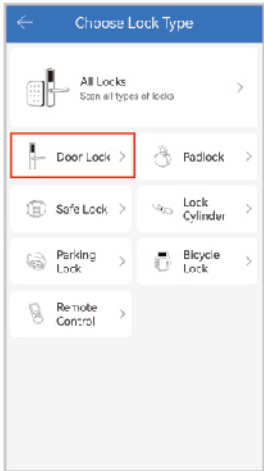 Choose Lock Type
All Locks
Scan all types of locks
Door Lock
Padlock
Safe Lock
Lock
Cylinder
Parking
Lock
Bicycle
Lock
Remote
Control